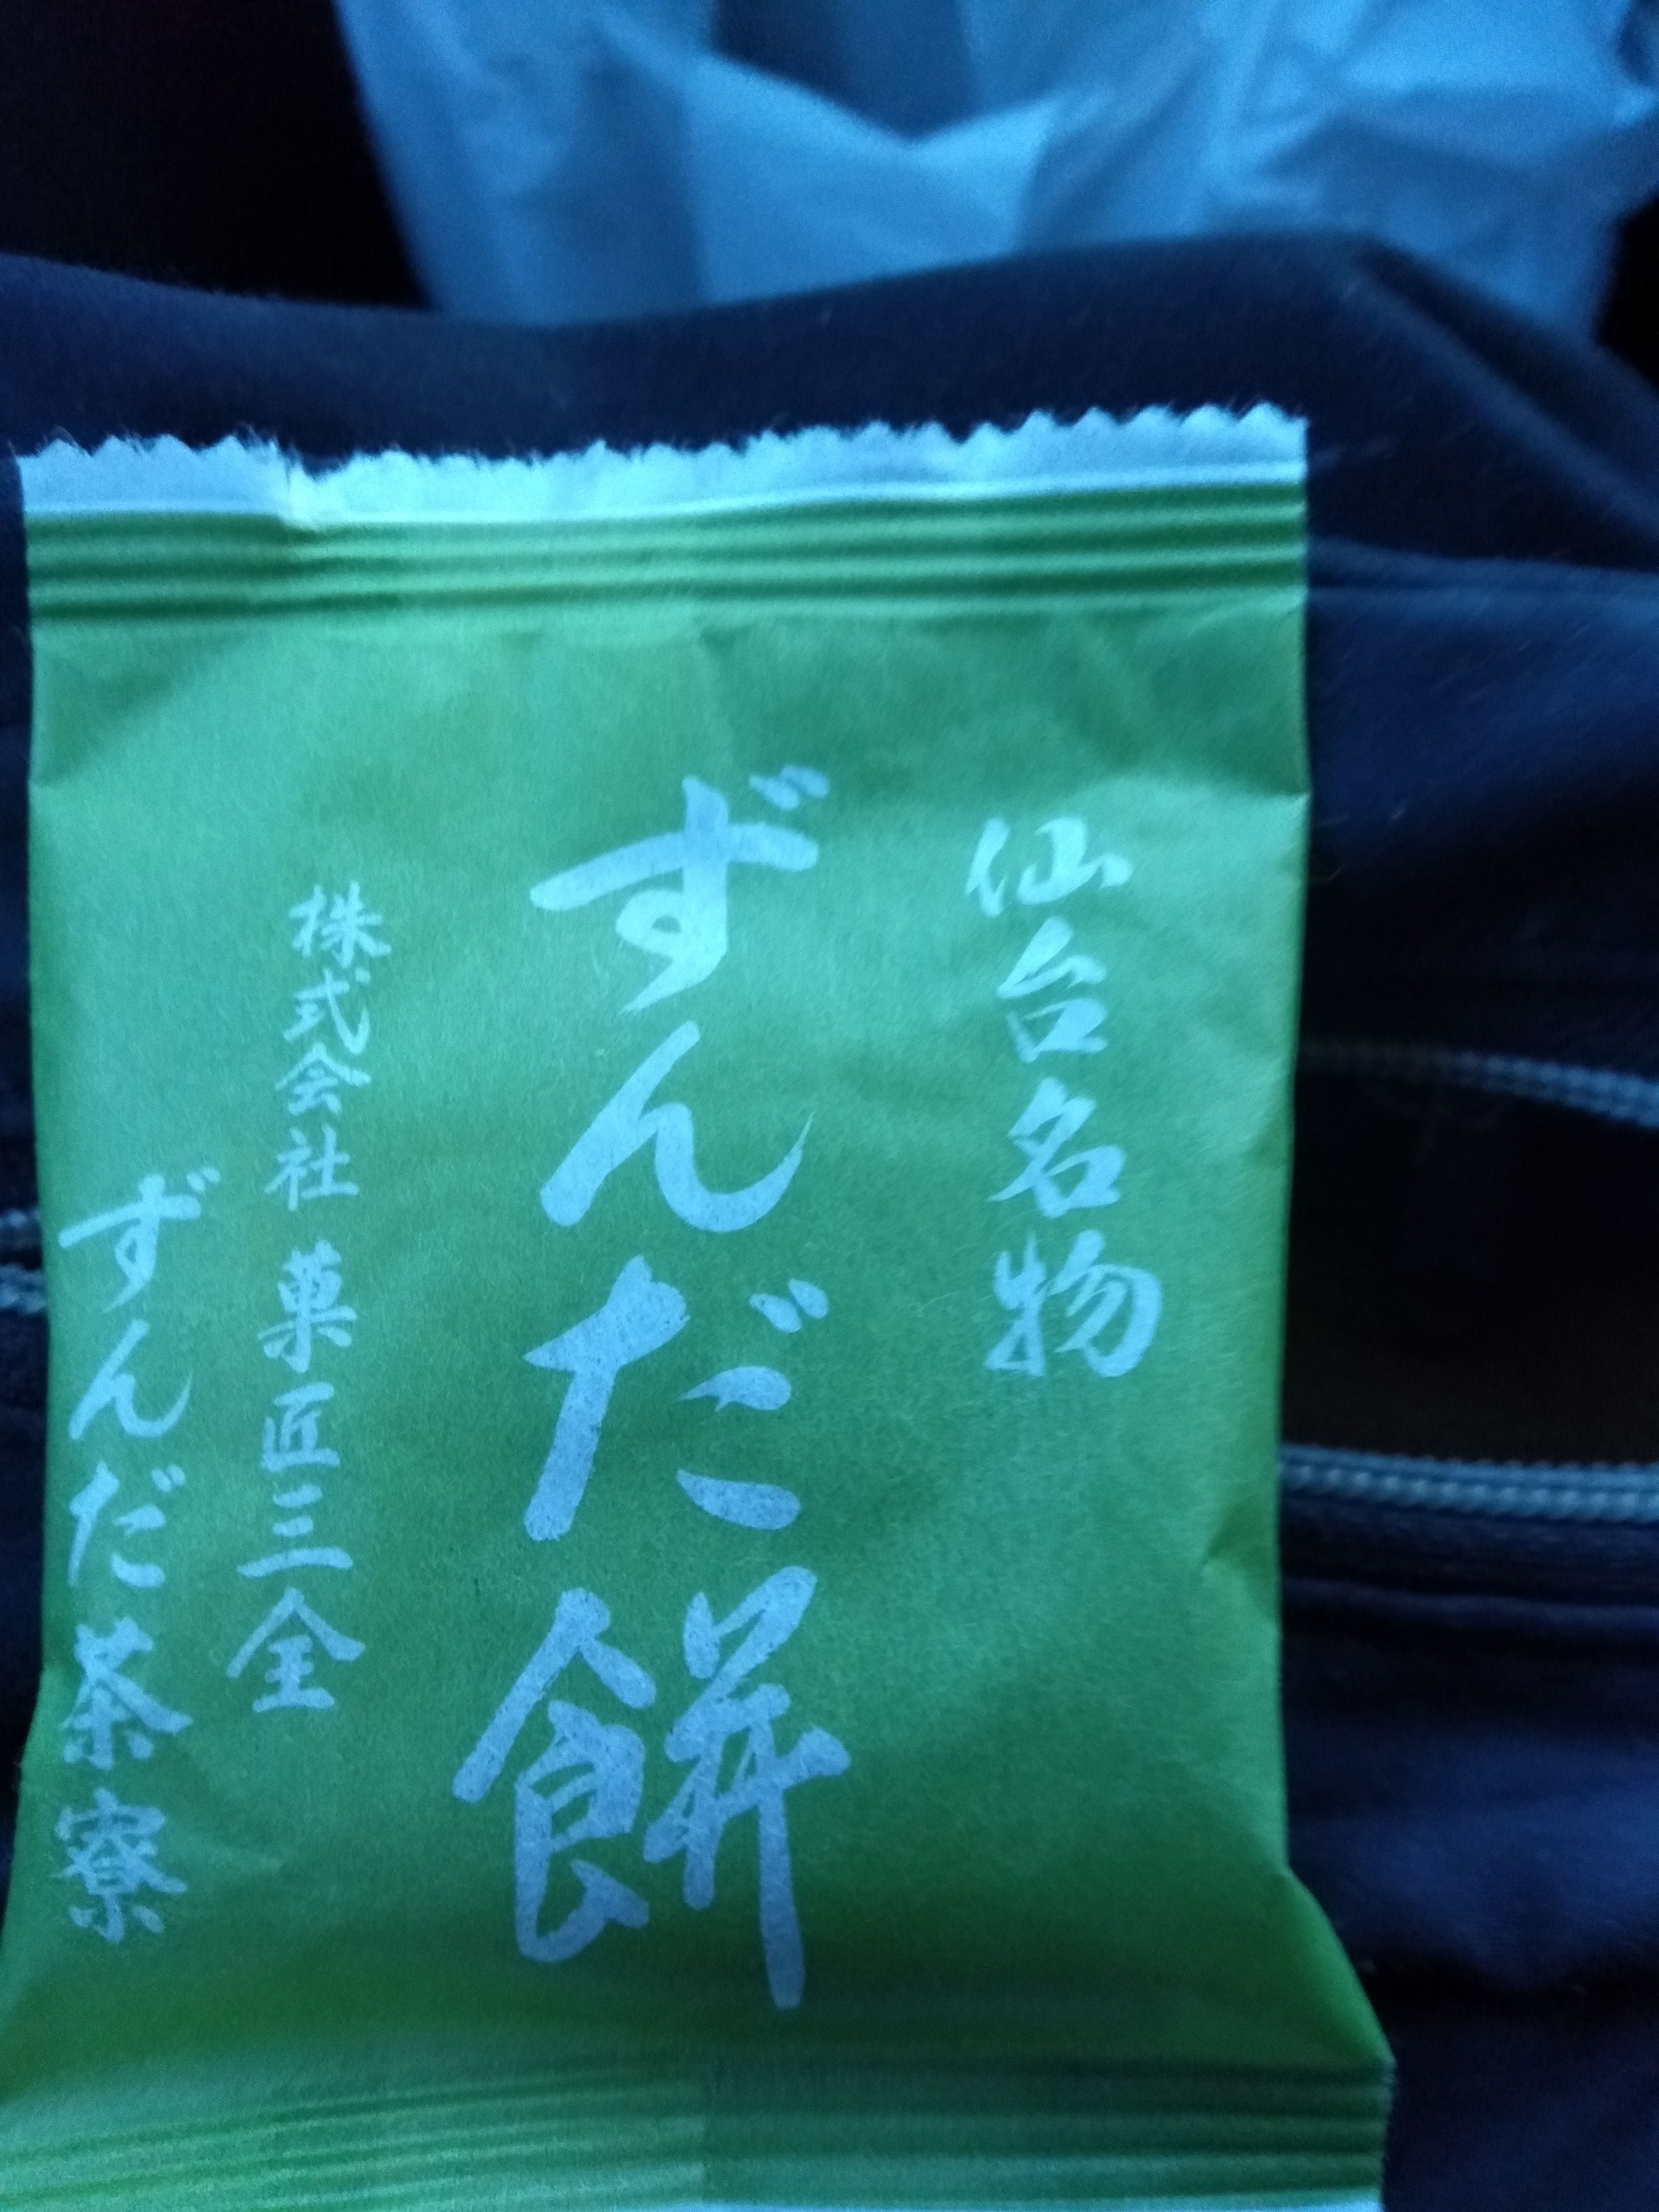 仙台名物
ずんだ餅
株式会社 菓匠三全
ずんだ茶寮